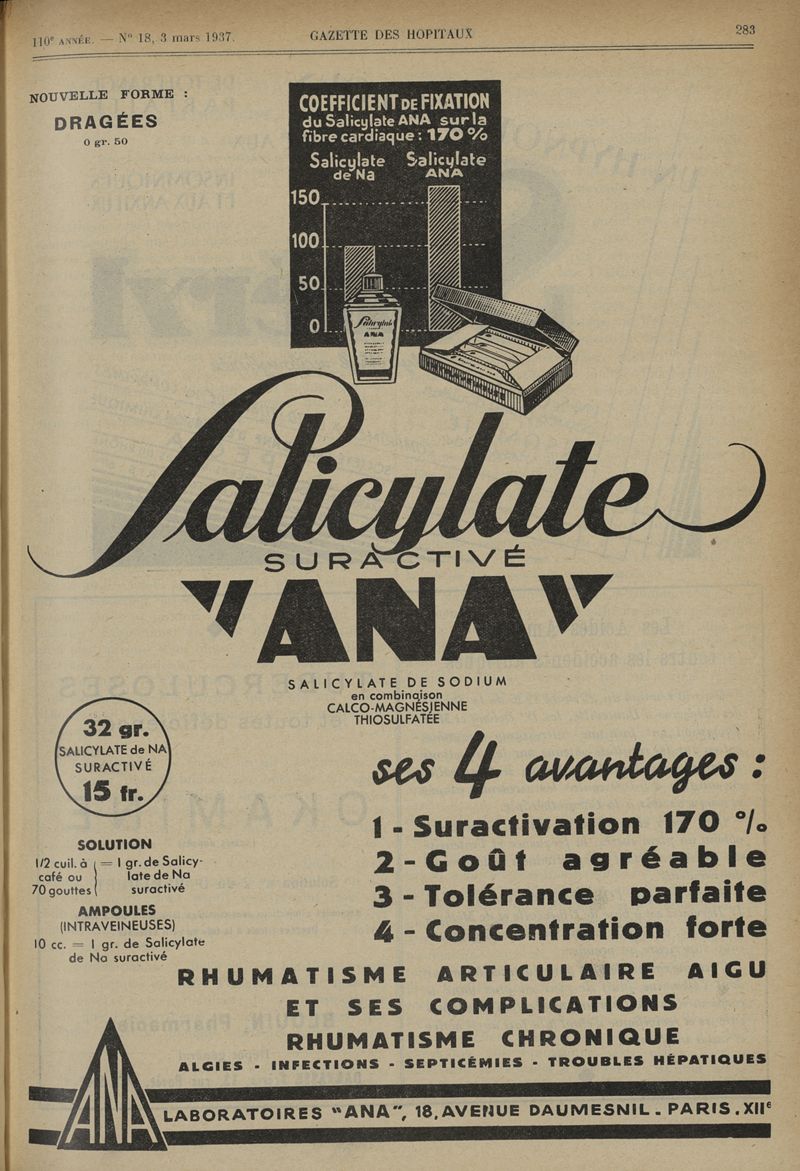 110e ANNÉE. — N° 18, 3 mars 1937.
GAZETTE DES HOPITAUX
283
NOUVELLE FORME :
DRAGÉES
0 gr. 50
COEFFICIENT DE FIXATION
du Salicylate ANA sur la
fibre cardiaque : 170 %
Salicylate de Na
Salicylate ANA
150
100
50
0
Salicylate
ANA
Salicylate
SURACTIVÉ
"ANA"
SALICYLATE DE SODIUM
en combinaison
CALCO-MAGNÉSIENNE
THIOSULFATÉE
32 gr.
SALICYLATE de NA
SURACTIVÉ
15 fr.
SOLUTION
1/2 cuil. à café ou 70 gouttes = 1 gr. de Salicylate de Na suractivé
AMPOULES
(INTRAVEINEUSES)
10 cc. = 1 gr. de Salicylate
de Na suractivé
ses 4 avantages :
1 - Suractivation 170 %
2 - Goût agréable
3 - Tolérance parfaite
4 - Concentration forte
RHUMATISME ARTICULAIRE AIGU
ET SES COMPLICATIONS
RHUMATISME CHRONIQUE
ALGIES - INFECTIONS - SEPTICÉMIES - TROUBLES HÉPATIQUES
ANA
LABORATOIRES "ANA", 18, AVENUE DAUMESNIL. PARIS. XIIe